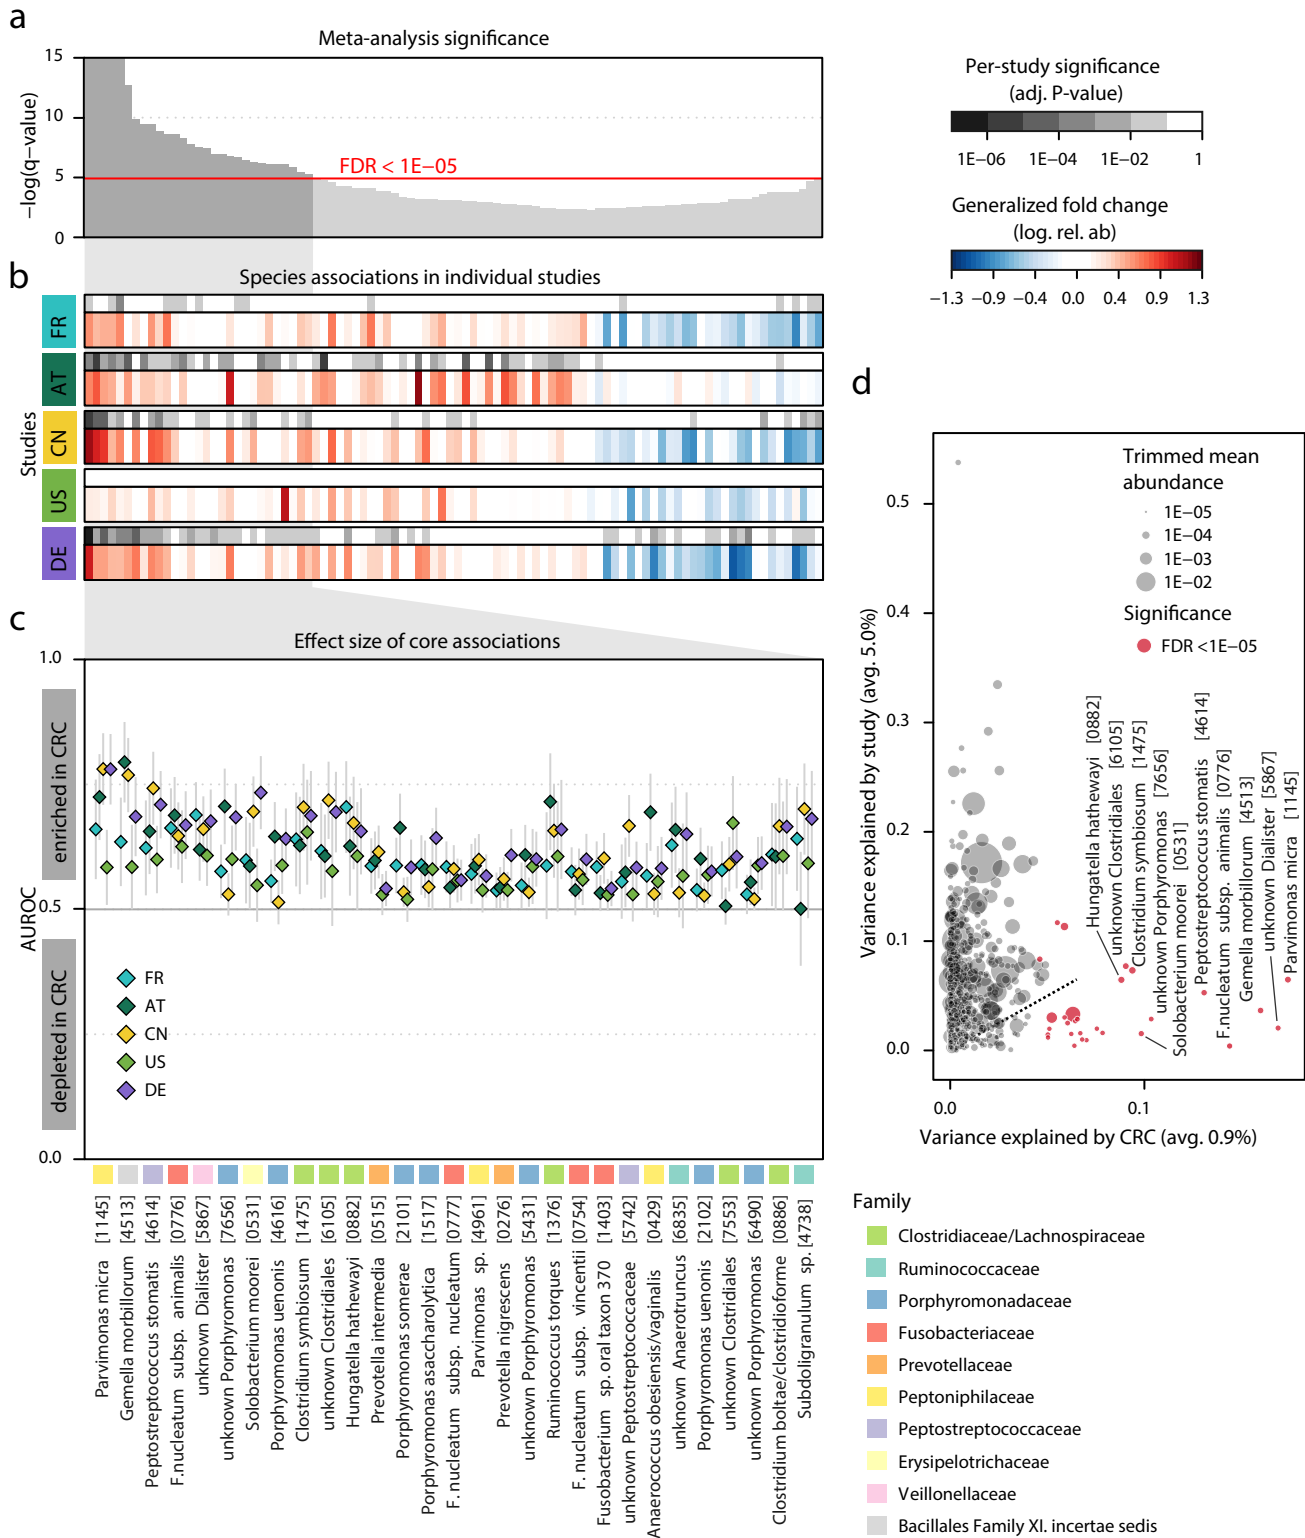 a
Meta-analysis significance
15
10
5
0
−log(q−value)
FDR < 1E−05
Per-study significance
(adj. P-value)
1E−06 1E−04 1E−02 1
Generalized fold change
(log. rel. ab)
−1.3 −0.9 −0.4 0.0 0.4 0.9 1.3
b
Species associations in individual studies
Studies
FR
AT
CN
US
DE
c
Effect size of core associations
1.0
0.5
0.0
AUROC
enriched in CRC
depleted in CRC
FR
AT
CN
US
DE
Parvimonas micra [1145]
Gemella morbillorum [4513]
Peptostreptococcus stomatis [4614]
F.nucleatum subsp. animalis [0776]
unknown Dialister [5867]
unknown Porphyromonas [7656]
Solobacterium moorei [0531]
Porphyromonas uenonis [4616]
Clostridium symbiosum [1475]
unknown Clostridiales [6105]
Hungatella hathewayi [0882]
Prevotella intermedia [0515]
Porphyromonas somerae [2101]
Porphyromonas asaccharolytica [1517]
F. nucleatum subsp. nucleatum [0777]
Parvimonas sp. [4961]
Prevotella nigrescens [0276]
unknown Porphyromonas [5431]
Ruminococcus torques [1376]
F. nucleatum subsp. vincentii [0754]
Fusobacterium sp. oral taxon 370 [1403]
unknown Peptostreptococcaceae [5742]
Anaerococcus obesiensis/vaginalis [0429]
unknown Anaerotruncus [6835]
Porphyromonas uenonis [2102]
unknown Clostridiales [7553]
unknown Porphyromonas [6490]
Clostridium boltae/clostridioforme [0886]
Subdoligranulum sp. [4738]
d
Variance explained by study (avg. 5.0%)
0.5
0.4
0.3
0.2
0.1
0.0
Trimmed mean
abundance
1E−05
1E−04
1E−03
1E−02
Significance
FDR <1E−05
Hungatella hathewayi [0882]
unknown Clostridiales [6105]
Clostridium symbiosum [1475]
unknown Porphyromonas [7656]
Solobacterium moorei [0531]
Peptostreptococcus stomatis [4614]
F.nucleatum subsp. animalis [0776]
Gemella morbillorum [4513]
unknown Dialister [5867]
Parvimonas micra [1145]
0.0 0.1
Variance explained by CRC (avg. 0.9%)
Family
Clostridiaceae/Lachnospiraceae
Ruminococcaceae
Porphyromonadaceae
Fusobacteriaceae
Prevotellaceae
Peptoniphilaceae
Peptostreptococcaceae
Erysipelotrichaceae
Veillonellaceae
Bacillales Family XI. incertae sedis